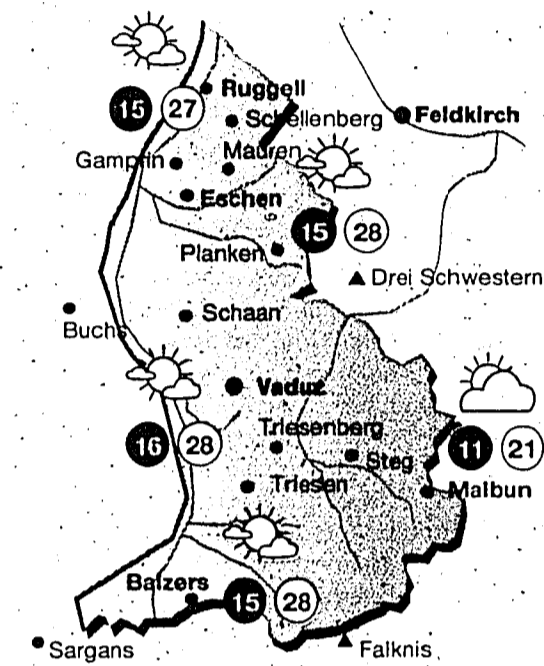 Ruggell
15 27
Schellenberg
Feldkirch
Mauren
Gamprin
Eschen
15 28
Planken
Drei Schwestern
Schaan
Buchs
Vaduz
Triesenberg
16 28
11 21
Steg
Triesen
Malbun
Balzers
15 28
Sargans
Falknis